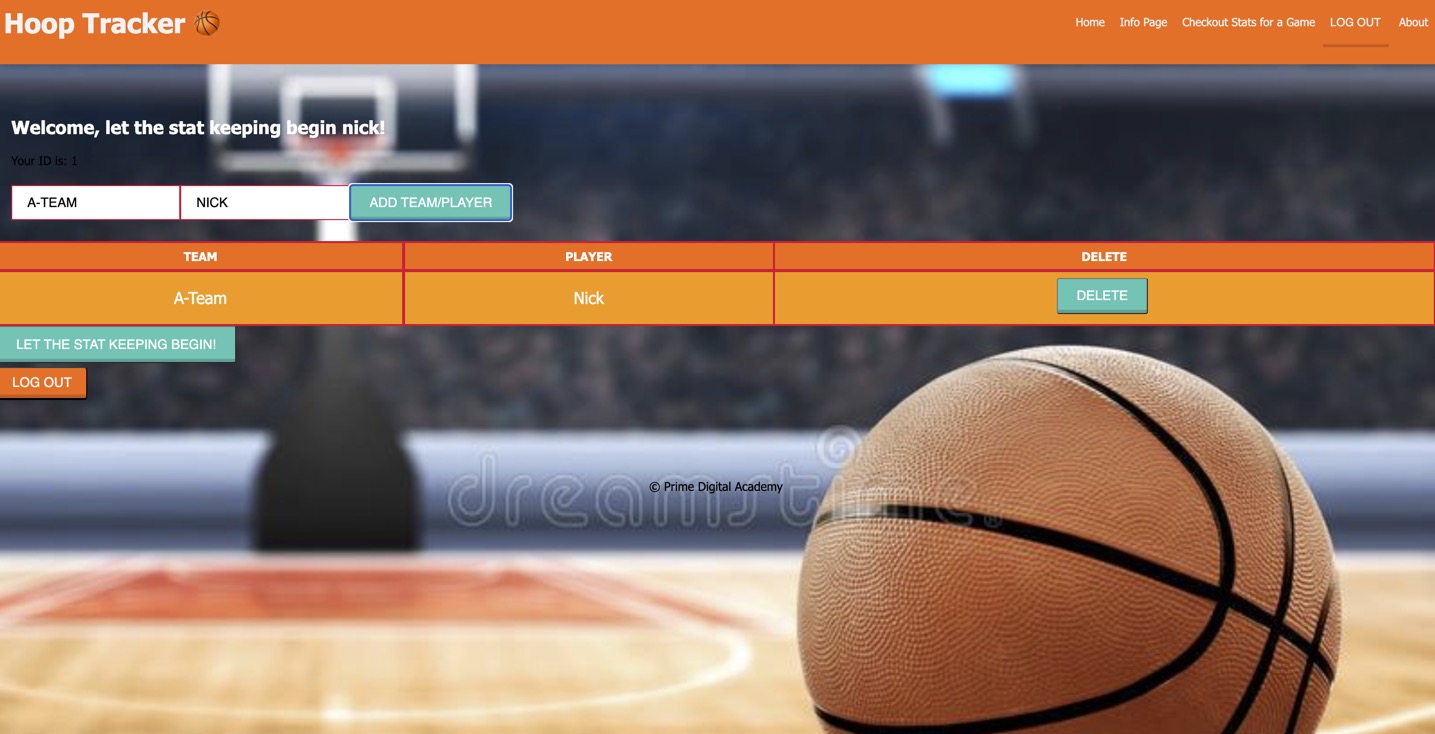 Hoop Tracker
Home Info Page Checkout Stats for a Game LOG OUT About
Welcome, let the stat keeping begin nick!
Your ID is: 1
A-TEAM NICK ADD TEAM/PLAYER
TEAM PLAYER DELETE
A-Team Nick DELETE
LET THE STAT KEEPING BEGIN!
LOG OUT
© Prime Digital Academy
dreamstime.®